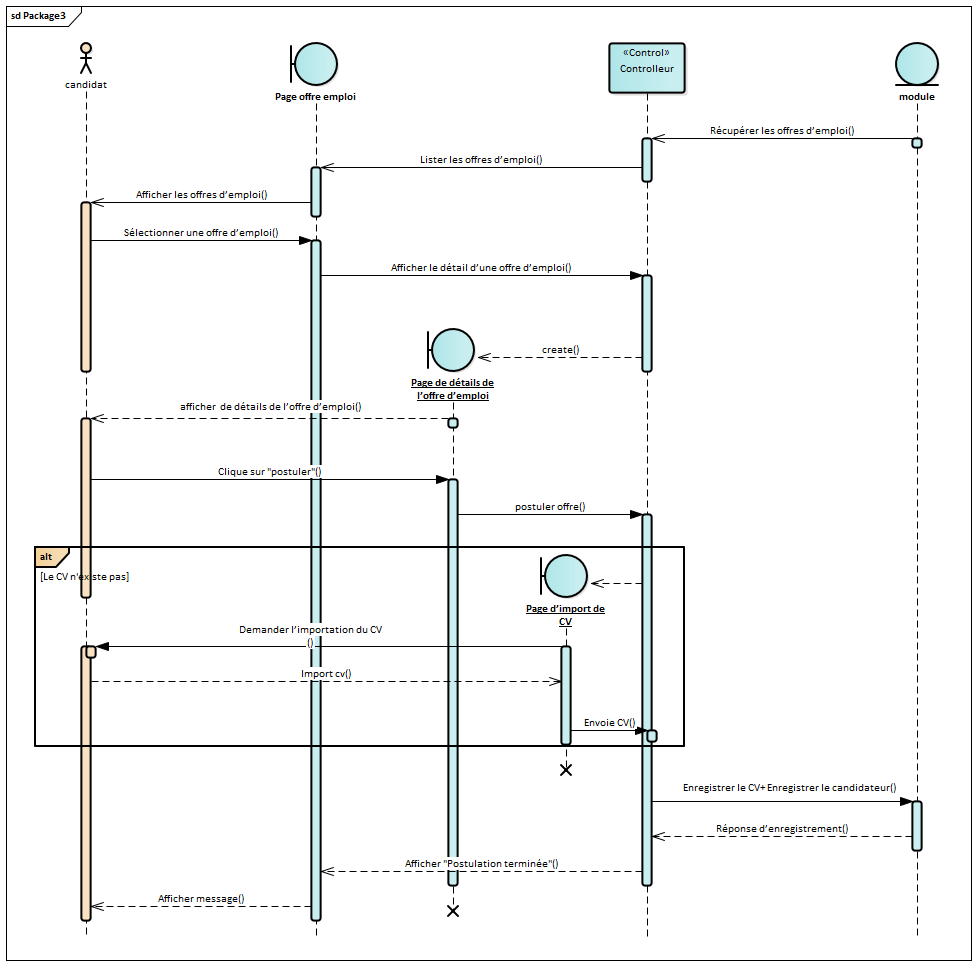 sd Package3
candidat
Page offre emploi
«Control»
Controlleur
module
Récupérer les offres d'emploi()
Lister les offres d'emploi()
Afficher les offres d'emploi()
Sélectionner une offre d'emploi()
Afficher le détail d'une offre d'emploi()
create()
Page de détails de
l'offre d'emploi
afficher de détails de l'offre d'emploi()
Clique sur "postuler"()
postuler offre()
alt
[Le CV n'existe pas]
Page d'import de
CV
Demander l'importation du CV
()
Import cv()
Envoie CV()
Enregistrer le CV+Enregistrer le candidateur()
Réponse d'enregistrement()
Afficher "Postulation terminée"()
Afficher message()